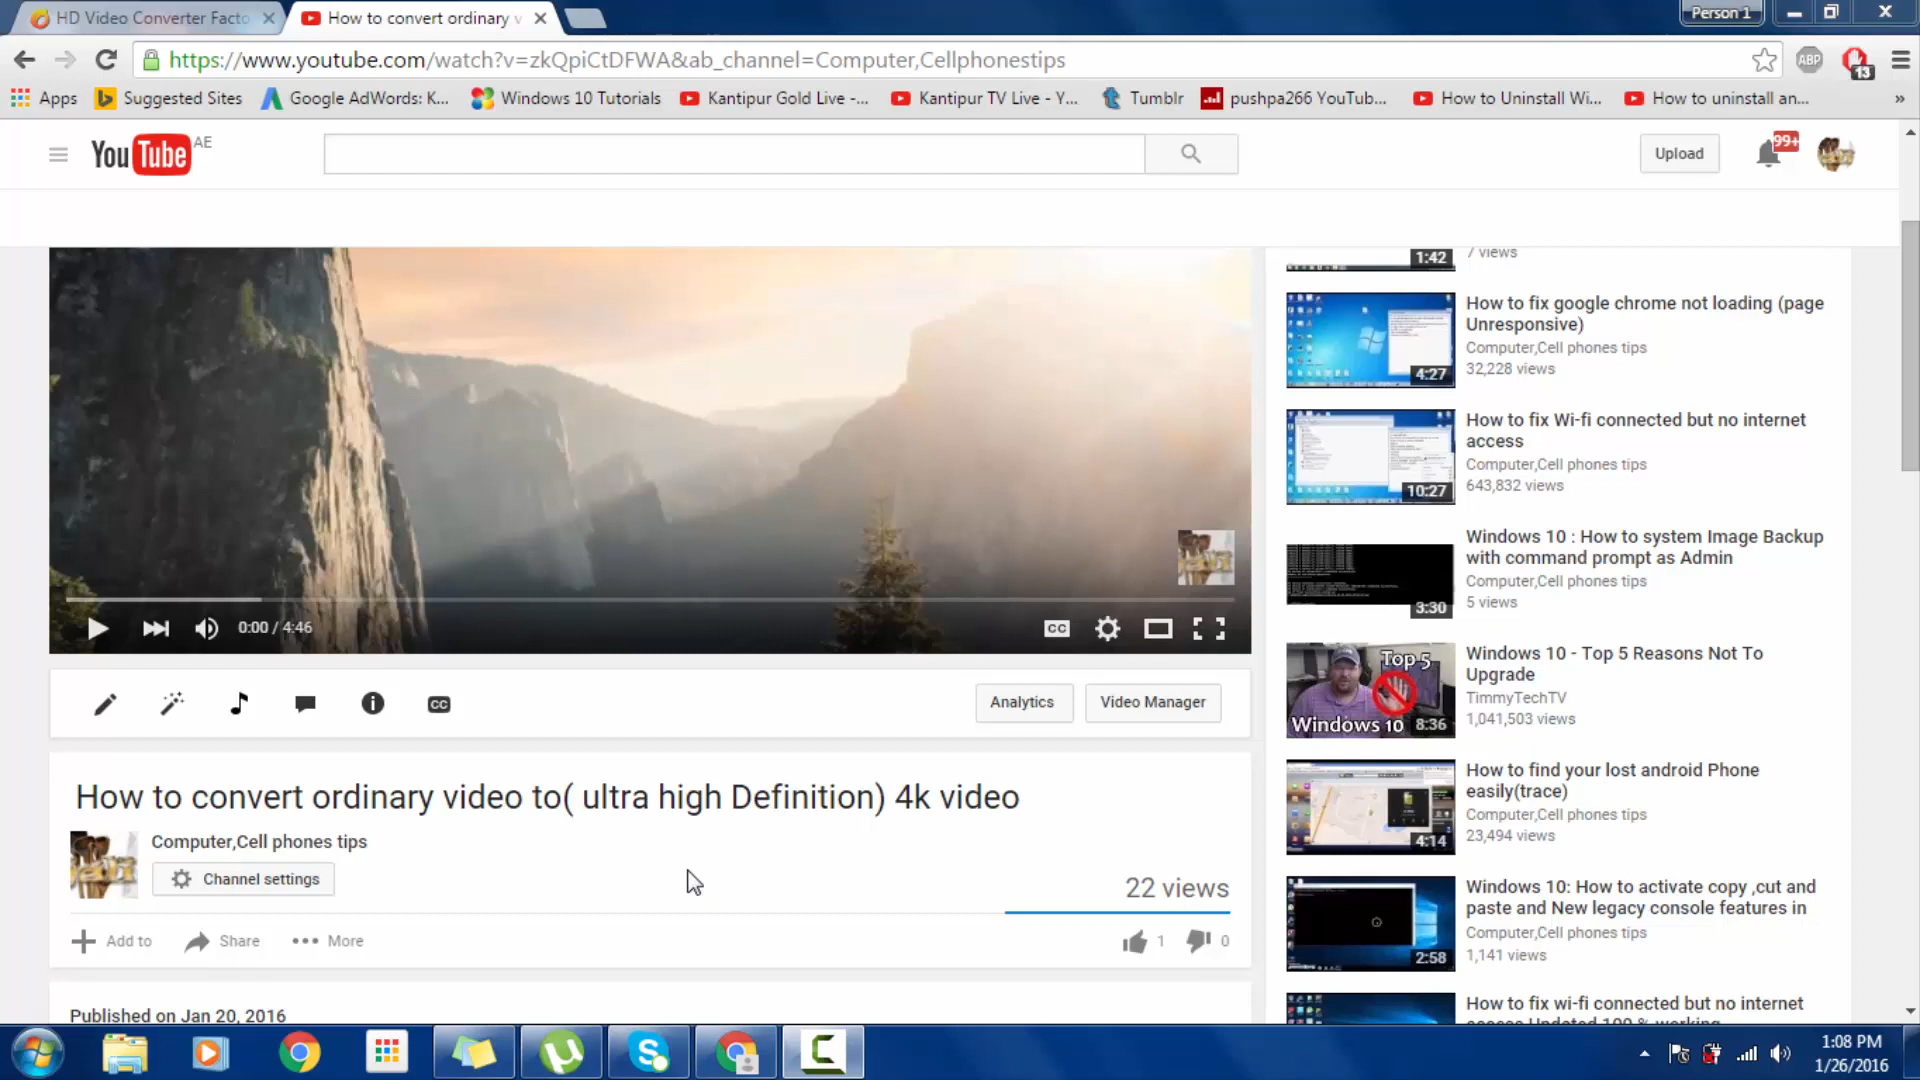 HD Video Converter Facto
How to convert ordinary v
Person 1
https://www.youtube.com/watch?v=zkQpiCtDFWA&ab_channel=Computer,Cellphonestips
ABP
13
Apps
Suggested Sites
Google AdWords: K...
Windows 10 Tutorials
Kantipur Gold Live -...
Kantipur TV Live - Y...
Tumblr
pushpa266 YouTub...
How to Uninstall Wi...
How to uninstall an...
»
YouTube AE
Upload
99+
1:42
7 views
How to fix google chrome not loading (page
Unresponsive)
Computer,Cell phones tips
32,228 views
4:27
How to fix Wi-fi connected but no internet
access
Computer,Cell phones tips
643,832 views
10:27
Windows 10 : How to system Image Backup
with command prompt as Admin
Computer,Cell phones tips
5 views
3:30
Windows 10 - Top 5 Reasons Not To
Upgrade
TimmyTechTV
1,041,503 views
Top 5
Windows 10
8:36
How to find your lost android Phone
easily(trace)
Computer,Cell phones tips
23,494 views
4:14
Windows 10: How to activate copy ,cut and
paste and New legacy console features in
Computer,Cell phones tips
1,141 views
2:58
How to fix wi-fi connected but no internet
access Updated 100 % working
0:00 / 4:46
CC
CC
Analytics
Video Manager
How to convert ordinary video to( ultra high Definition) 4k video
Computer,Cell phones tips
Channel settings
22 views
Add to
Share
More
1
0
Published on Jan 20, 2016
1:08 PM
1/26/2016